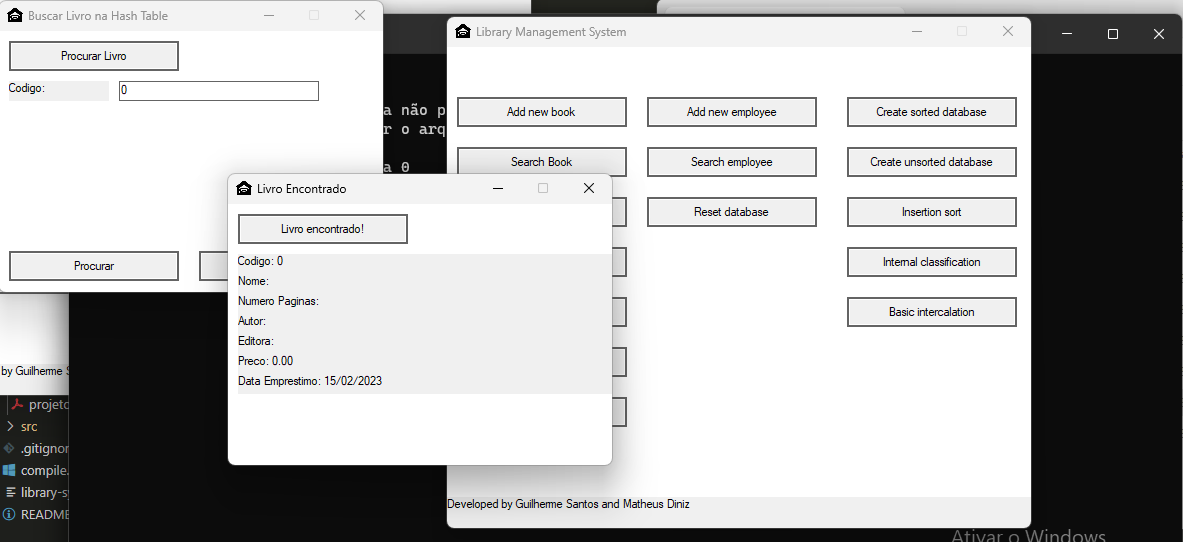 Buscar Livro na Hash Table
Procurar Livro
Codigo:
0
Procurar
Library Management System
Add new book
Add new employee
Create sorted database
Search Book
Search employee
Create unsorted database
Reset database
Insertion sort
Internal classification
Basic intercalation
Developed by Guilherme Santos and Matheus Diniz
Livro Encontrado
Livro encontrado!
Codigo: 0
Nome:
Numero Paginas:
Autor:
Editora:
Preco: 0.00
Data Emprestimo: 15/02/2023
a não p
r o arq
a 0
by Guilherme S
projeto
src
.gitignor
compile.
library-s
README
Ativar o Windows